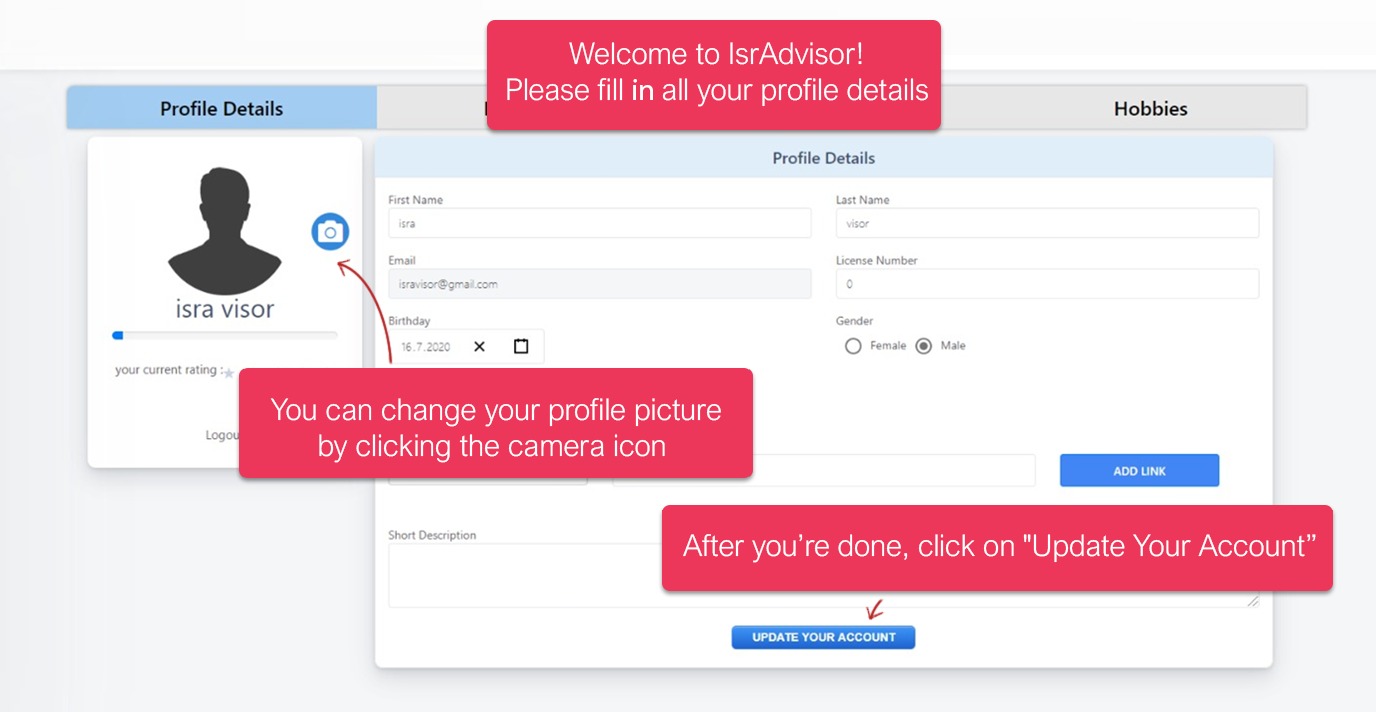 Welcome to IsrAdvisor!
Please fill in all your profile details
Profile Details
Hobbies
Profile Details
First Name
Last Name
isra
visor
Email
License Number
isravisor@gmail.com
0
isra visor
Birthday
Gender
16.7.2020
Female
Male
your current rating :
You can change your profile picture
by clicking the camera icon
ADD LINK
Short Description
After you’re done, click on "Update Your Account”
UPDATE YOUR ACCOUNT